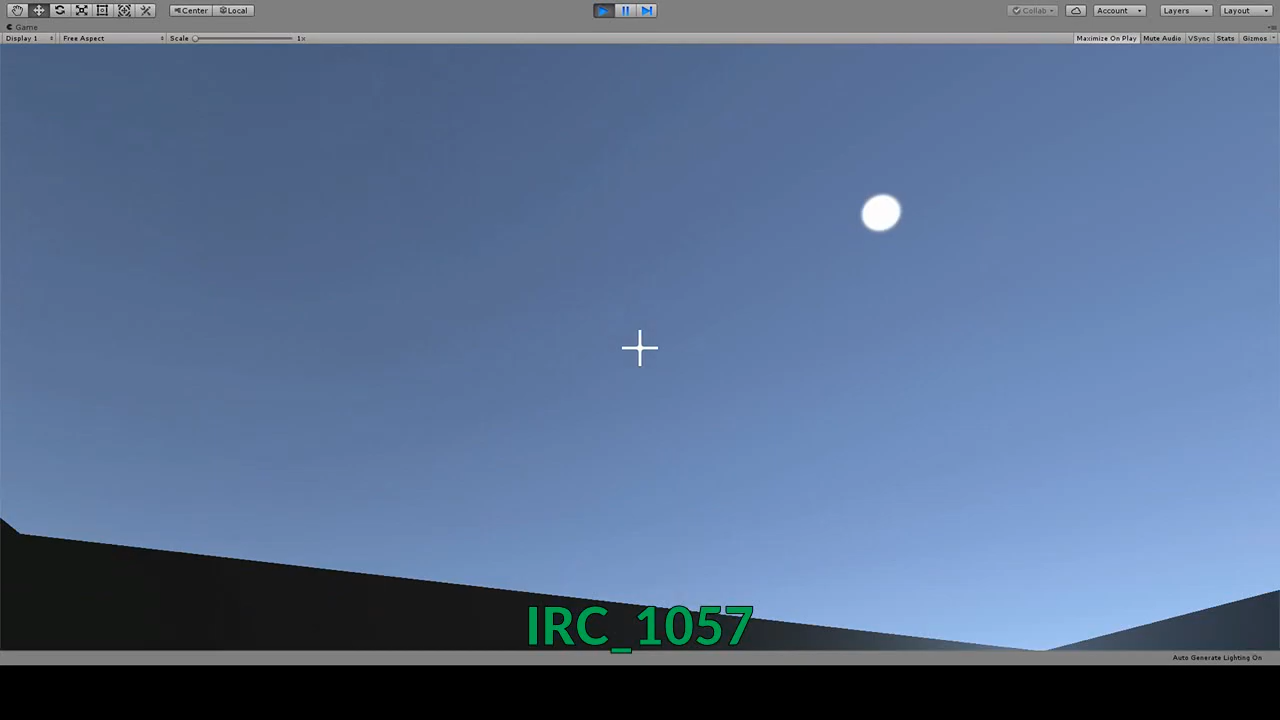 Center Local Collab Account Layers Layout
Game
Display 1 Free Aspect Scale 1x Maximize On Play Mute Audio VSync Stats Gizmos
IRC_1057
Auto Generate Lighting On